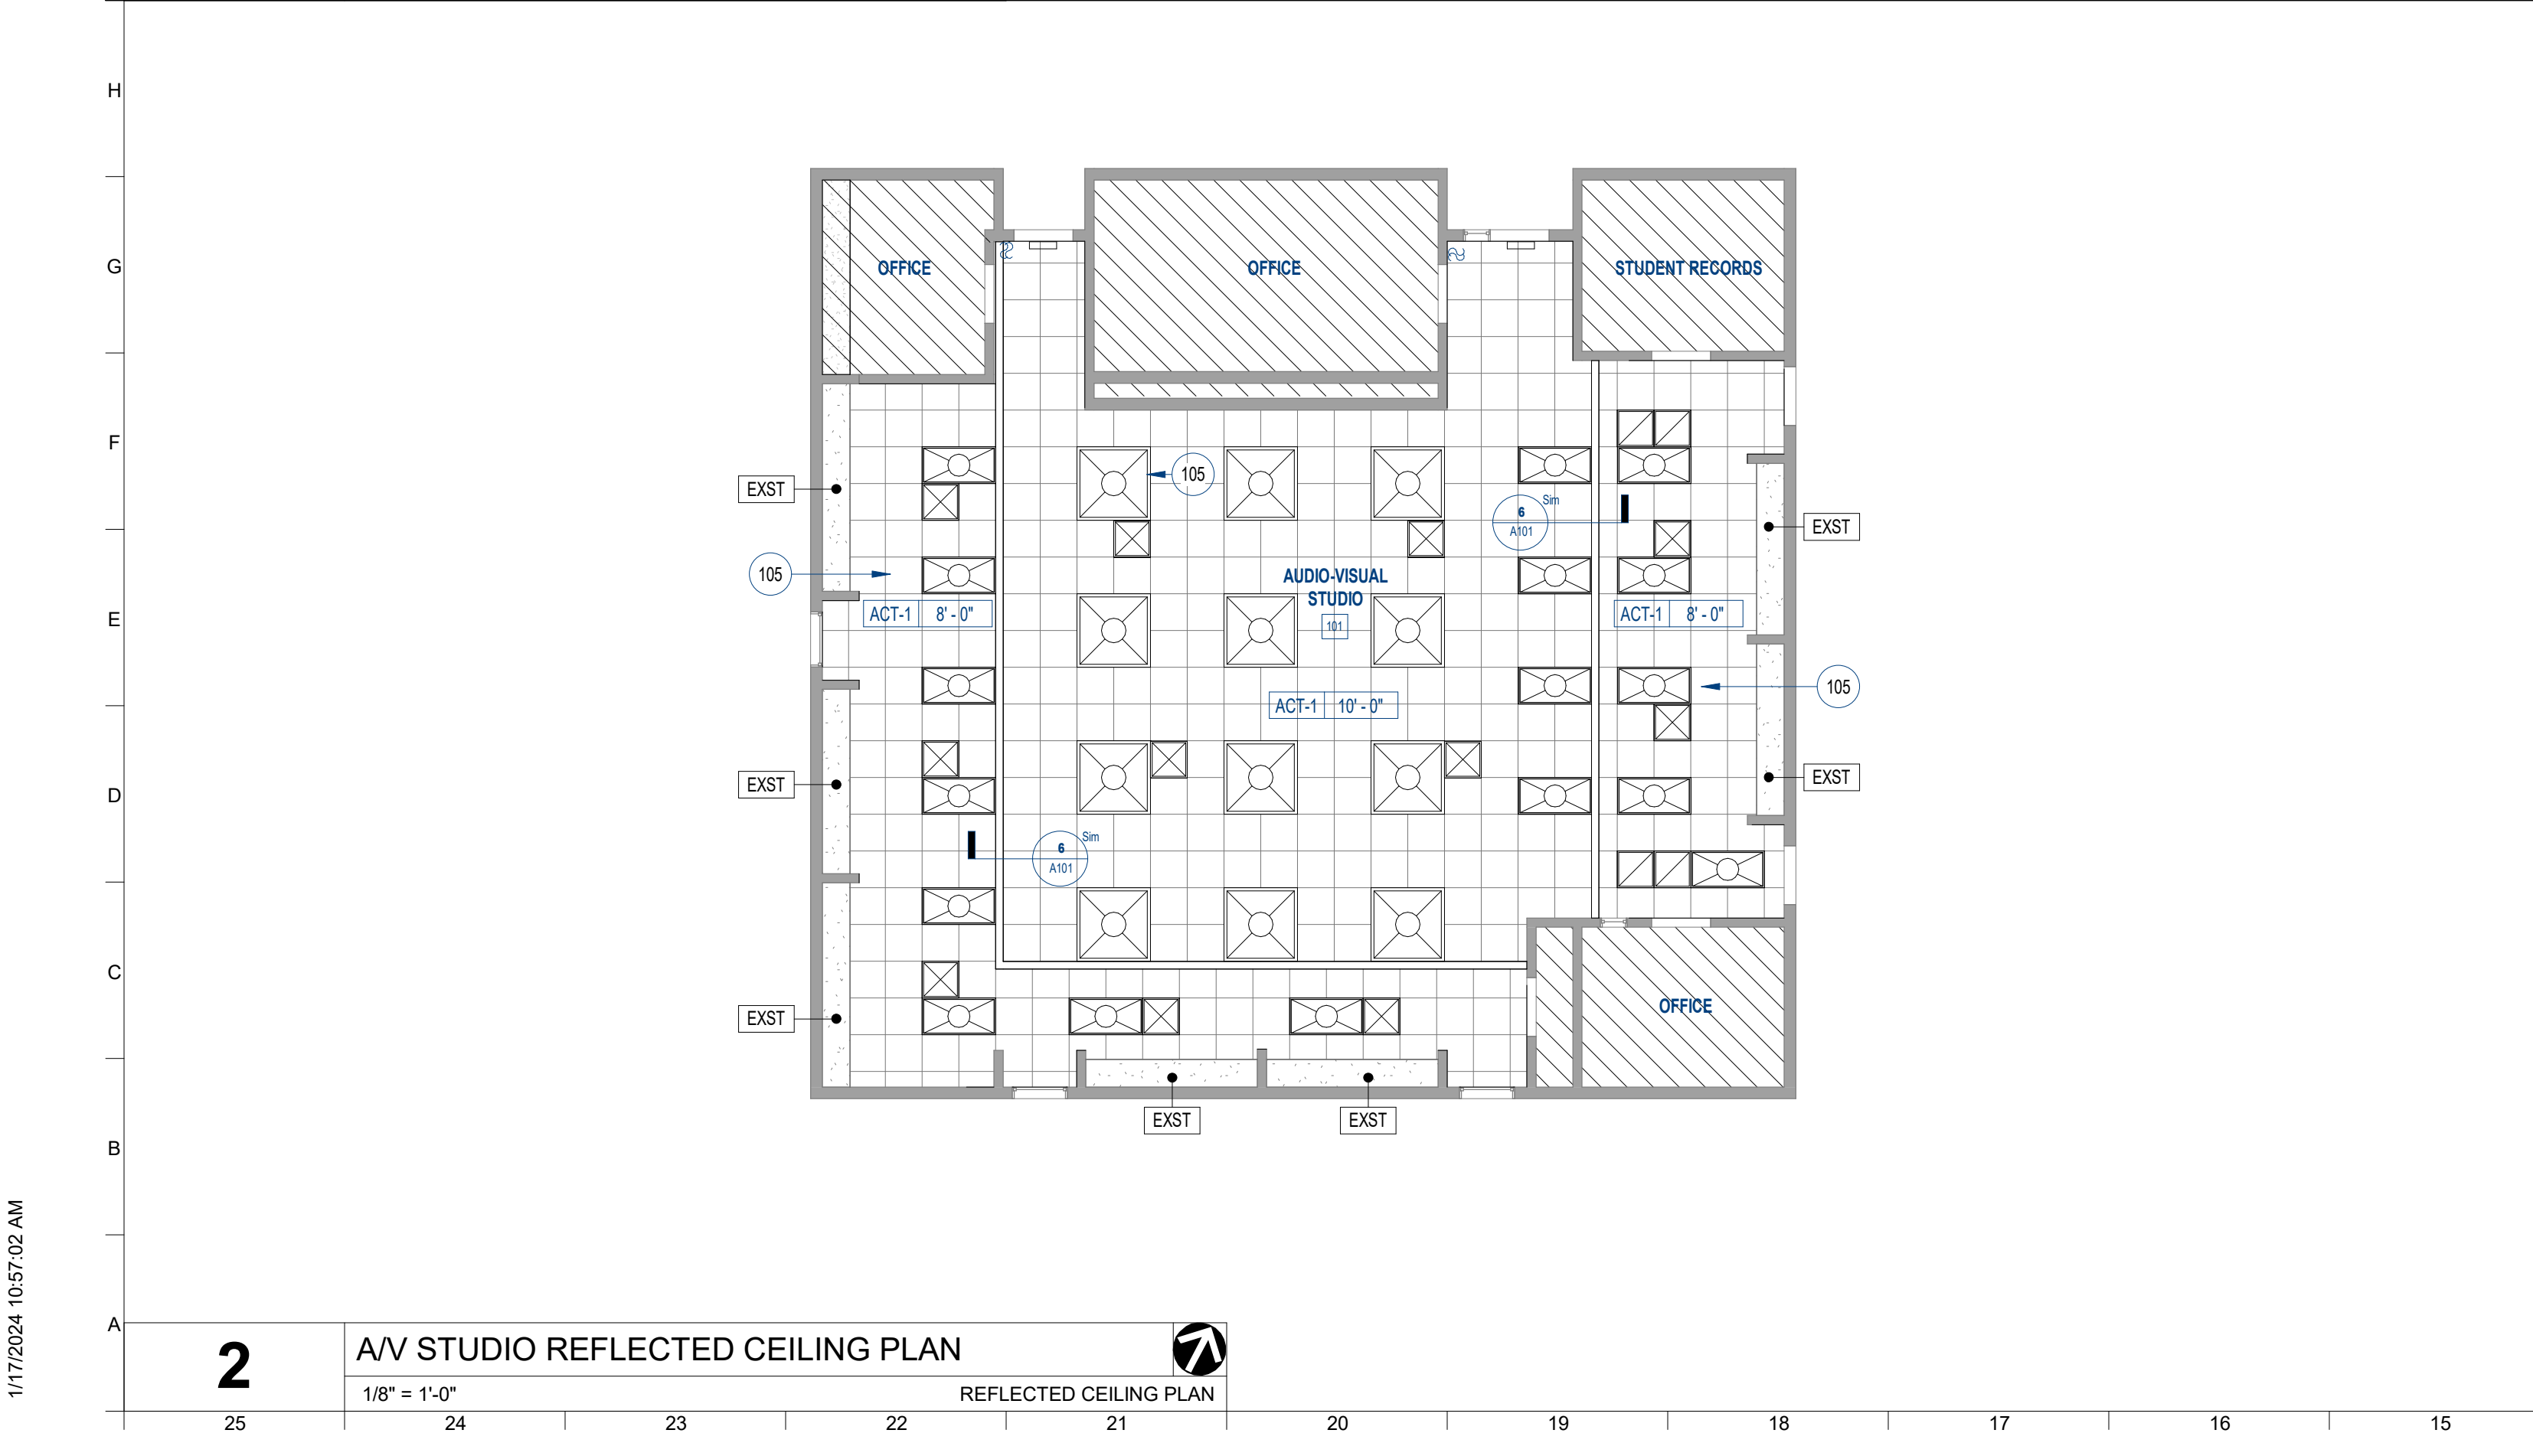 H
G
F
E
D
C
B
A
OFFICE
OFFICE
STUDENT RECORDS
105
EXST
6
Sim
A101
EXST
105
AUDIO-VISUAL
STUDIO
101
ACT-1 8' - 0"
ACT-1 8' - 0"
105
ACT-1 10' - 0"
EXST
EXST
6
Sim
A101
EXST
OFFICE
EXST
EXST
1/17/2024 10:57:02 AM
2
A/V STUDIO REFLECTED CEILING PLAN
1/8" = 1'-0"
REFLECTED CEILING PLAN
25 24 23 22 21 20 19 18 17 16 15